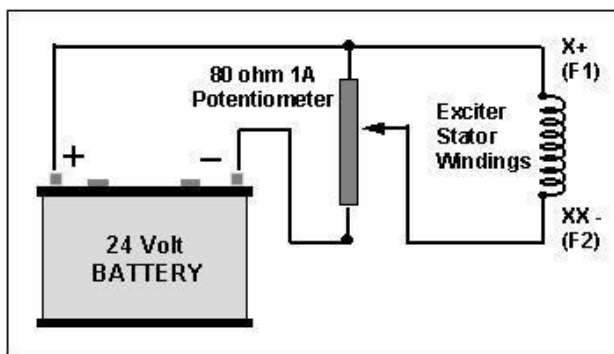 80 ohm 1A
Potentiometer
X+
(F1)
Exciter
Stator
Windings
+
–
XX -
(F2)
24 Volt
BATTERY